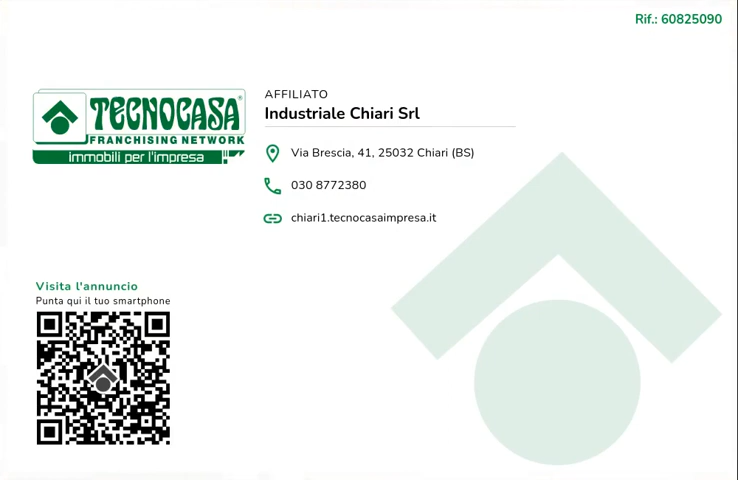 Rif.: 60825090
TECNOCASA®
FRANCHISING NETWORK
immobili per l'impresa
AFFILIATO
Industriale Chiari Srl
Via Brescia, 41, 25032 Chiari (BS)
030 8772380
chiari1.tecnocasaimpresa.it
Visita l'annuncio
Punta qui il tuo smartphone